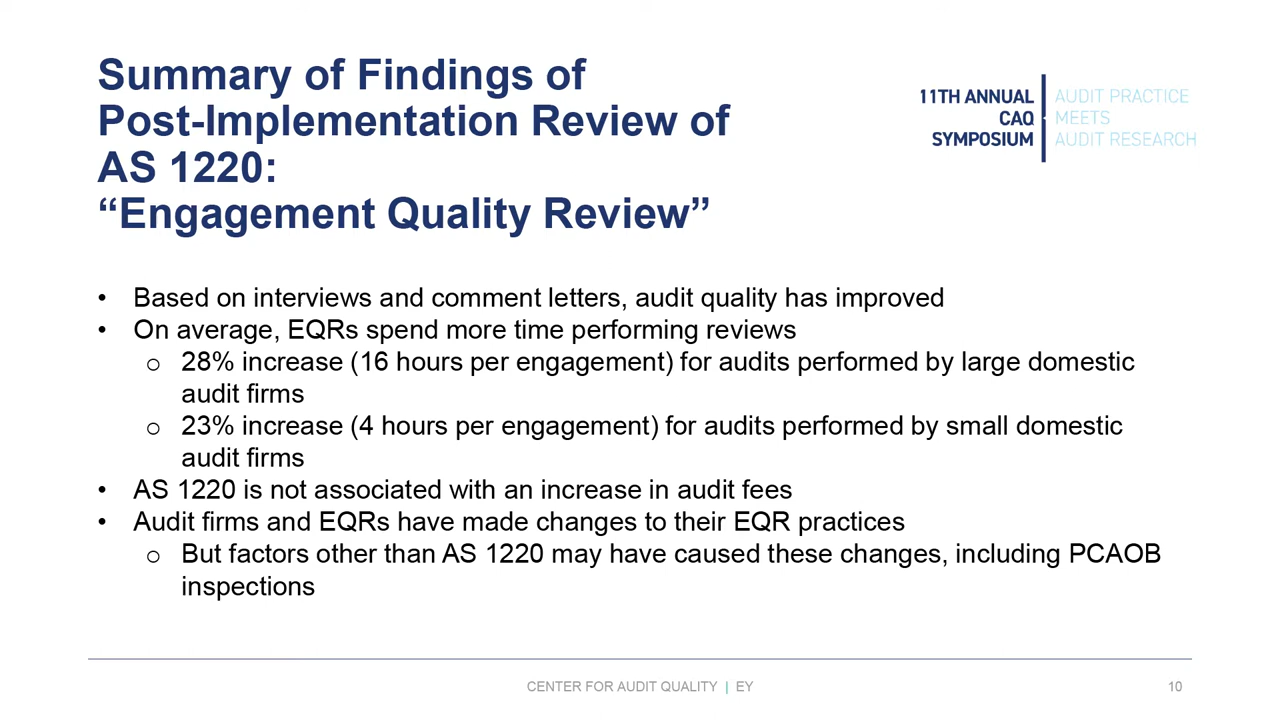 Summary of Findings of
Post-Implementation Review of
AS 1220:
“Engagement Quality Review”
11TH ANNUAL
CAQ
SYMPOSIUM
AUDIT PRACTICE
MEETS
AUDIT RESEARCH
• Based on interviews and comment letters, audit quality has improved
• On average, EQRs spend more time performing reviews
o 28% increase (16 hours per engagement) for audits performed by large domestic
audit firms
o 23% increase (4 hours per engagement) for audits performed by small domestic
audit firms
• AS 1220 is not associated with an increase in audit fees
• Audit firms and EQRs have made changes to their EQR practices
o But factors other than AS 1220 may have caused these changes, including PCAOB
inspections
CENTER FOR AUDIT QUALITY | EY
10